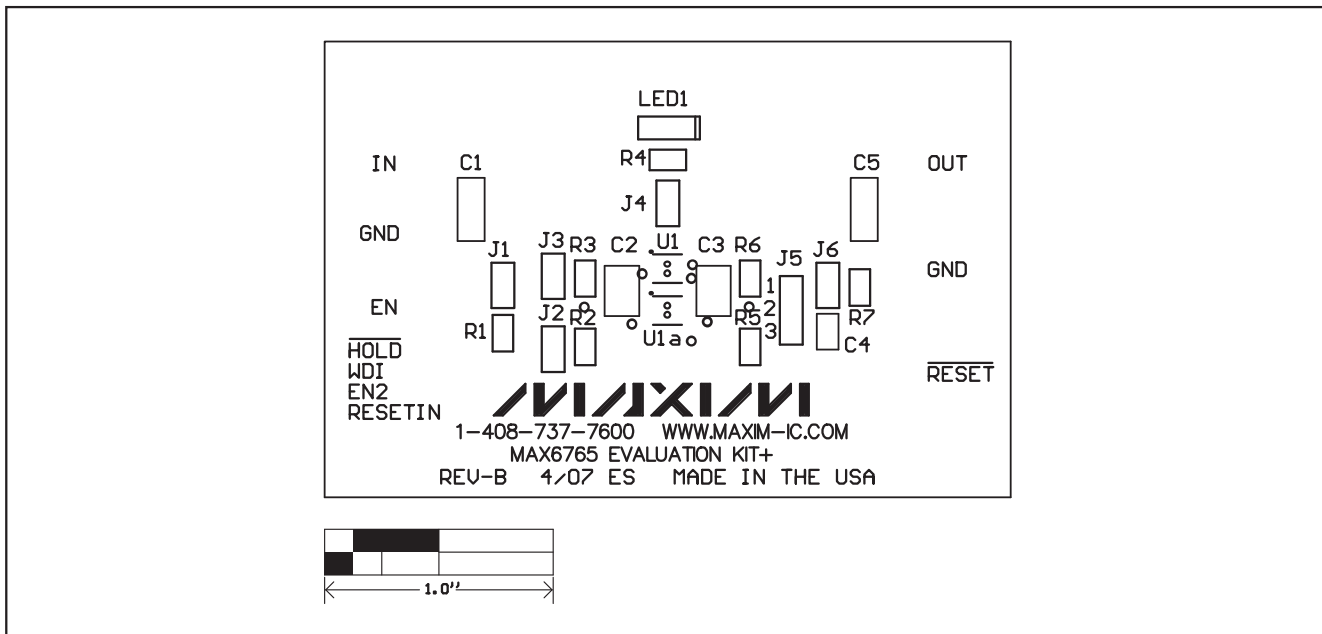 LED1
IN
C1
R4
C5
OUT
J4
GND
J1
J3
R3
C2
U1
C3
R6
J5
J6
GND
1
EN
2
R1
J2
R2
U1a
R5
3
R7
C4
HOLD
WDI
EN2
RESETIN
RESET
MAXIM
1-408-737-7600 WWW.MAXIM-IC.COM
MAX6765 EVALUATION KIT+
REV-B 4/07 ES MADE IN THE USA
1.0''